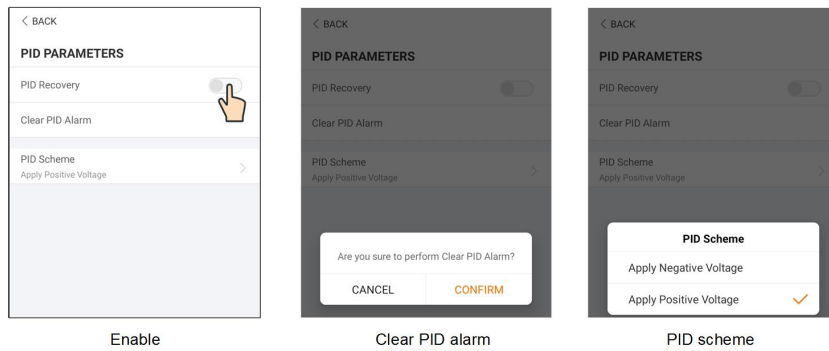 < BACK
PID PARAMETERS
PID Recovery
Clear PID Alarm
PID Scheme
Apply Positive Voltage
Enable
< BACK
PID PARAMETERS
PID Recovery
Clear PID Alarm
PID Scheme
Apply Positive Voltage
Are you sure to perform Clear PID Alarm?
CANCEL CONFIRM
Clear PID alarm
< BACK
PID PARAMETERS
PID Recovery
Clear PID Alarm
PID Scheme
Apply Positive Voltage
PID Scheme
Apply Negative Voltage
Apply Positive Voltage
PID scheme